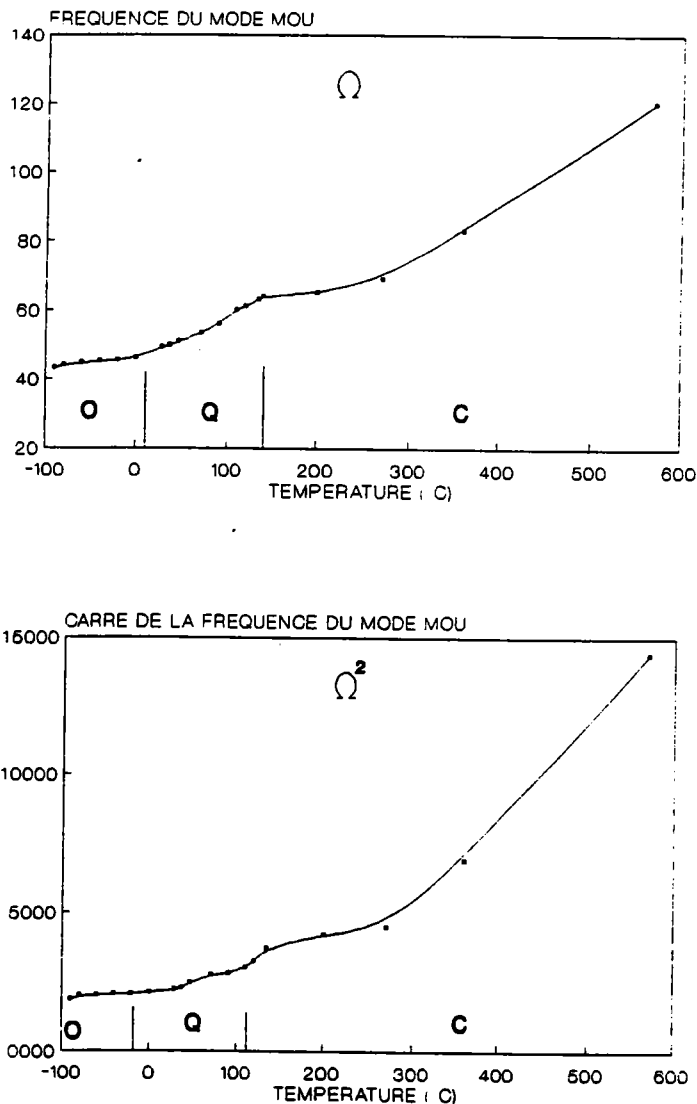 FREQUENCE DU MODE MOU
140
Ω
120
100
80
60
40
O Q C
20
-100 0 100 200 300 400 500 600
TEMPERATURE ( C)
CARRE DE LA FREQUENCE DU MODE MOU
15000
Ω²
10000
5000
O Q C
0000
-100 0 100 200 300 400 500 600
TEMPERATURE ( C)